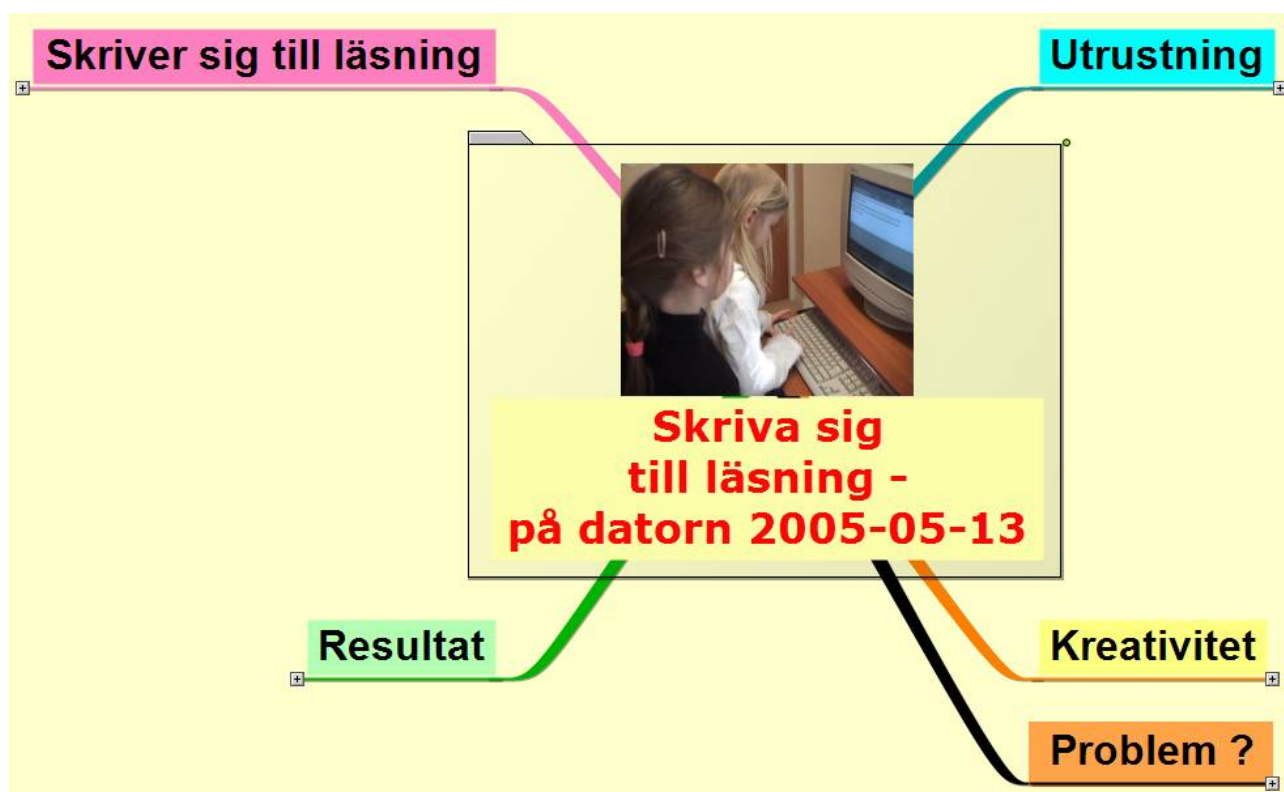 Skriver sig till läsning
Utrustning
Skriva sig
till läsning -
på datorn 2005-05-13
Resultat
Kreativitet
Problem ?